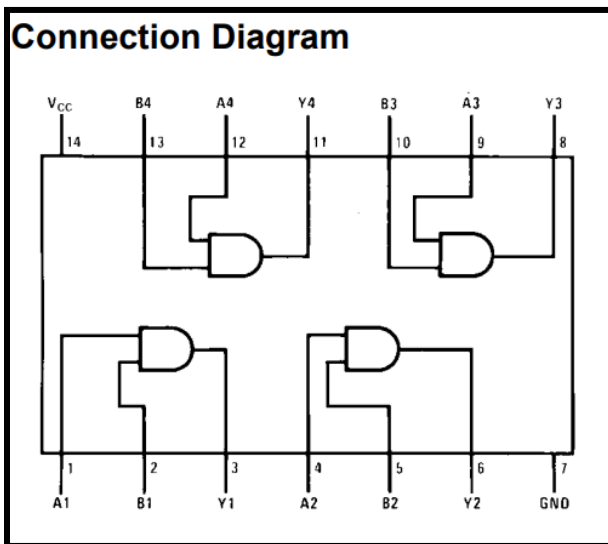 Connection Diagram
VCC B4 A4 Y4 B3 A3 Y3
14 13 12 11 10 9 8
1 2 3 4 5 6 7
A1 B1 Y1 A2 B2 Y2 GND